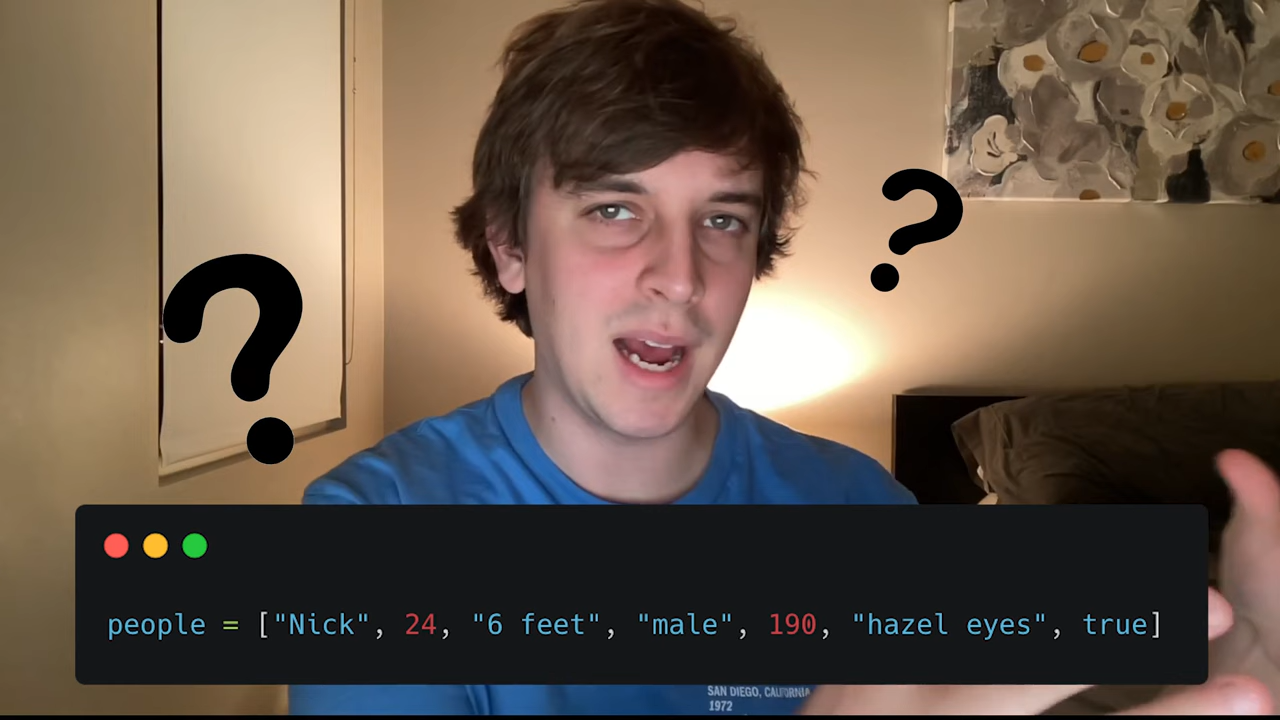 ?
?
people = ["Nick", 24, "6 feet", "male", 190, "hazel eyes", true]
SAN DIEGO, CALIFORNIA
1972